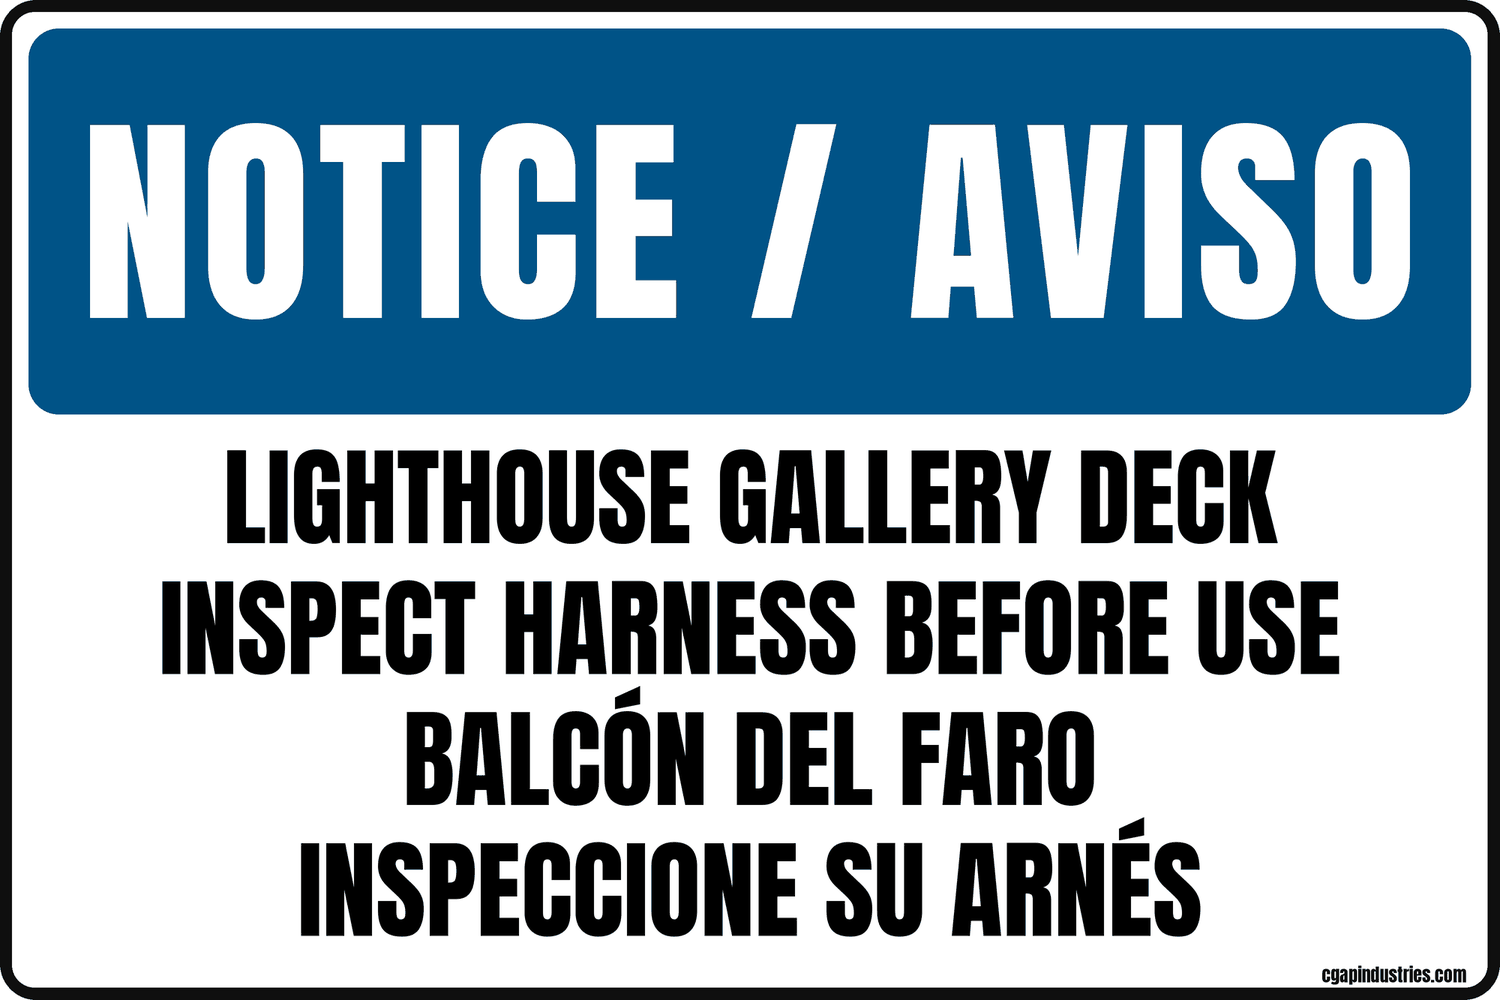 NOTICE / AVISO
LIGHTHOUSE GALLERY DECK
INSPECT HARNESS BEFORE USE
BALCÓN DEL FARO
INSPECCIONE SU ARNÉS
cgapindustries.com